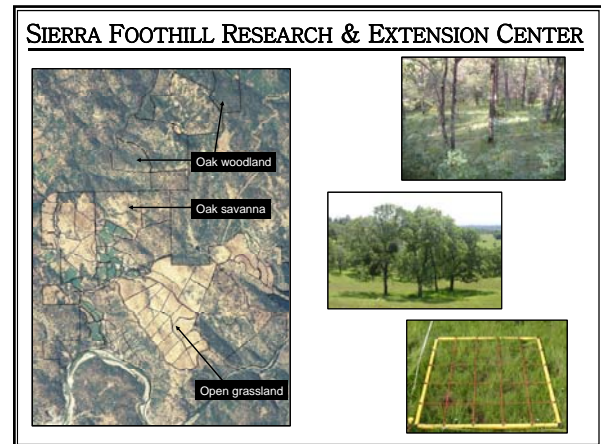 SIERRA FOOTHILL RESEARCH & EXTENSION CENTER
Oak woodland
Oak savanna
Open grassland